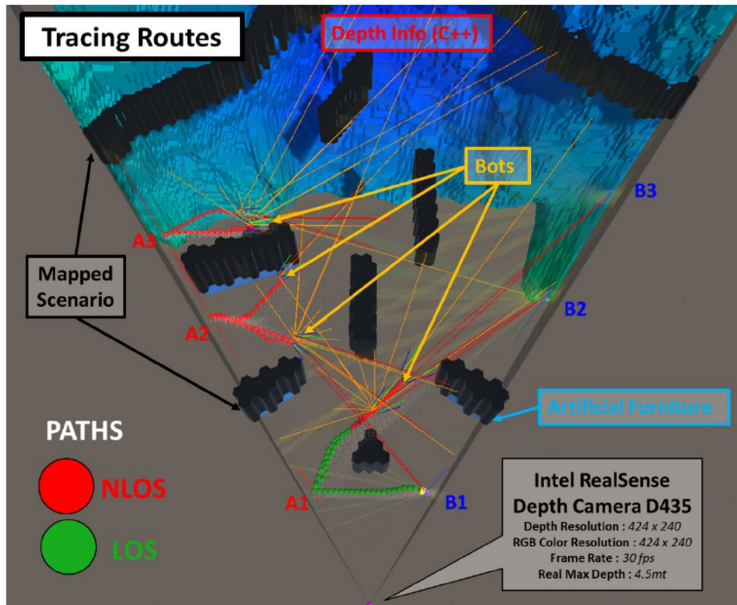 Tracing Routes
Depth Info (C++)
Bots
B3
A3
Mapped
Scenario
B2
A2
Artificial Furniture
PATHS
NLOS
LOS
A1
B1
Intel RealSense
Depth Camera D435
Depth Resolution : 424 x 240
RGB Color Resolution : 424 x 240
Frame Rate : 30 fps
Real Max Depth : 4.5mt